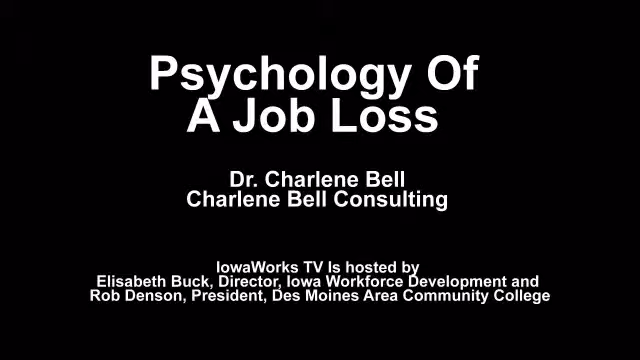 Psychology Of
A Job Loss
Dr. Charlene Bell
Charlene Bell Consulting
IowaWorks TV Is hosted by
Elisabeth Buck, Director, Iowa Workforce Development and
Rob Denson, President, Des Moines Area Community College